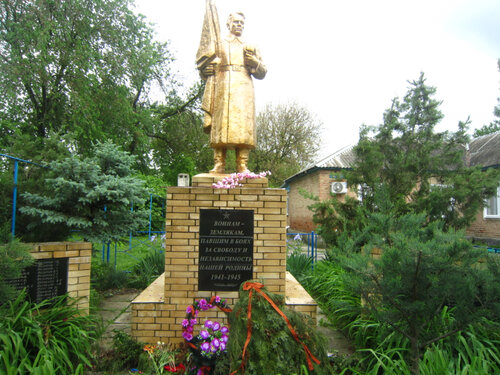 ВОИНАМ-
ЗЕМЛЯКАМ,
ПАВШИМ В БОЯХ
ЗА СВОБОДУ И
НЕЗАВИСИМОСТЬ
НАШЕЙ РОДИНЫ
1941-1945